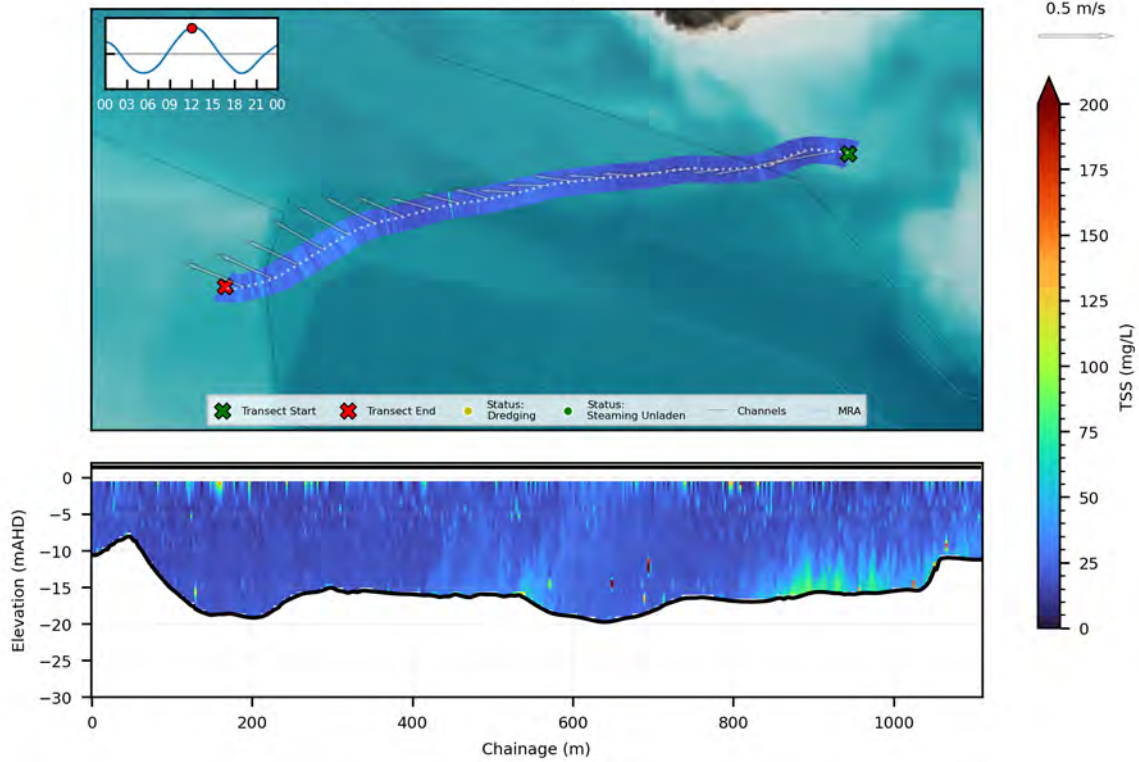 0.5 m/s
00 03 06 09 12 15 18 21 00
Transect Start
Transect End
Status:
Dredging
Status:
Steaming Unladen
Channels
MRA
200
175
150
125
100
75
50
25
0
TSS (mg/L)
0
−5
−10
−15
−20
−25
−30
Elevation (mAHD)
0 200 400 600 800 1000
Chainage (m)